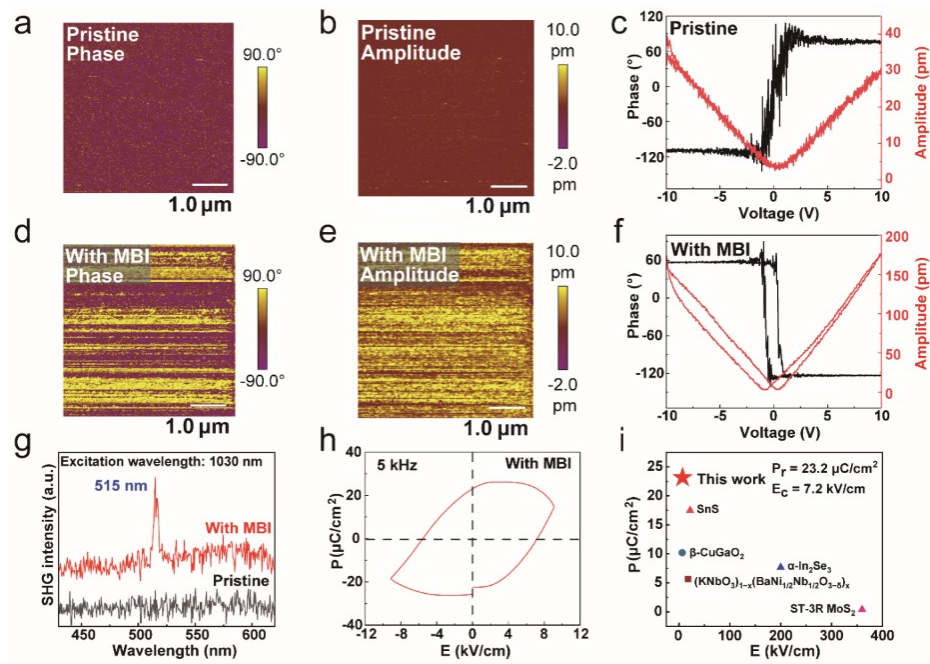 a
Pristine
Phase
90.0°
-90.0°
1.0 μm
b
Pristine
Amplitude
10.0
pm
-2.0
pm
1.0 μm
c
Pristine
Phase (°)
120
60
0
-60
-120
Amplitude (pm)
40
30
20
10
0
-10
-5
0
5
10
Voltage (V)
d
With MBI
Phase
90.0°
-90.0°
1.0 μm
e
With MBI
Amplitude
10.0
pm
-2.0
pm
1.0 μm
f
With MBI
Phase (°)
60
0
-60
-120
Amplitude (pm)
200
150
100
50
0
-10
-5
0
5
10
Voltage (V)
g
Excitation wavelength: 1030 nm
515 nm
With MBI
Pristine
SHG intensity (a.u.)
450
500
550
600
Wavelength (nm)
h
5 kHz
With MBI
P(μC/cm²)
40
20
0
-20
-40
-12
-8
-4
0
4
8
12
E (kV/cm)
i
This work
Pr = 23.2 μC/cm²
Ec = 7.2 kV/cm
SnS
β-CuGaO₂
α-In₂Se₃
(KNbO₃)₁₋ₓ(BaNi₁/₂Nb₁/₂O₃₋δ)ₓ
ST-3R MoS₂
P(μC/cm²)
25
20
15
10
5
0
0
100
200
300
400
E (kV/cm)